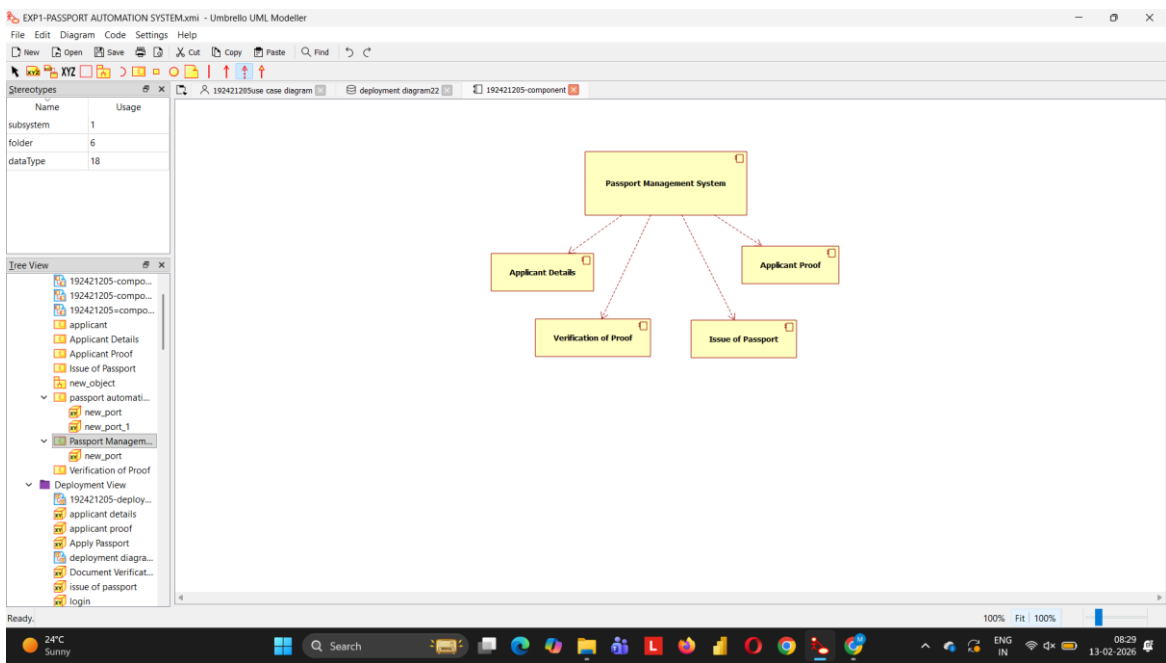 EXP1-PASSPORT AUTOMATION SYSTEM.xmi - Umbrello UML Modeller
File Edit Diagram Code Settings Help
New Open Save Cut Copy Paste Find
XYZ XYZ
Stereotypes
192421205use case diagram deployment diagram22 192421205-component
Name Usage
subsystem 1
folder 6
dataType 18
Tree View
192421205-compo...
192421205-compo...
192421205=compo...
applicant
Applicant Details
Applicant Proof
Issue of Passport
new_object
passport automati...
new_port
new_port_1
Passport Managem...
new_port
Verification of Proof
Deployment View
192421205-deploy...
applicant details
applicant proof
Apply Passport
deployment diagra...
Document Verificat...
issue of passport
login
Passport Management System
Applicant Details
Applicant Proof
Verification of Proof
Issue of Passport
Ready.
100% Fit 100%
24°C
Sunny
Search
L
M
ENG
IN
08:29
13-02-2026